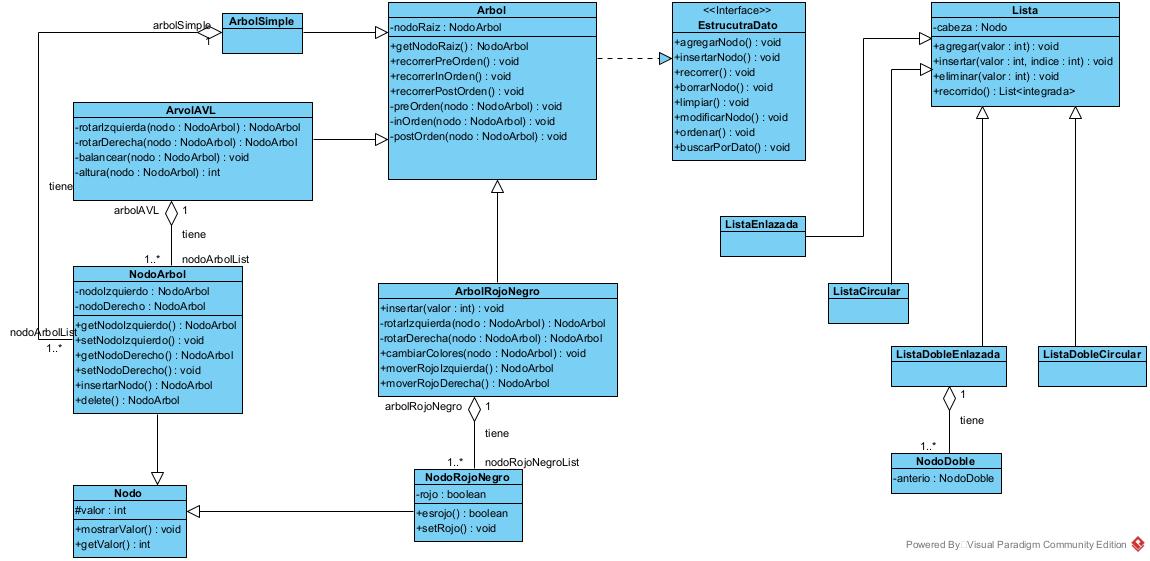 arbolSimple
1
ArbolSimple
Arbol
-nodoRaiz : NodoArbol
+getNodoRaiz() : NodoArbol
+recorrerPreOrden() : void
+recorrerInOrden() : void
+recorrerPostOrden() : void
-preOrden(nodo : NodoArbol) : void
-inOrden(nodo : NodoArbol) : void
-postOrden(nodo : NodoArbol) : void
<<Interface>>
EstrucutraDato
+agregarNodo() : void
+insertarNodo() : void
+recorrer() : void
+borrarNodo() : void
+limpiar() : void
+modificarNodo() : void
+ordenar() : void
+buscarPorDato() : void
Lista
-cabeza : Nodo
+agregar(valor : int) : void
+insertar(valor : int, indice : int) : void
+eliminar(valor : int) : void
+recorrido() : List<integrada>
ArvolAVL
-rotarIzquierda(nodo : NodoArbol) : NodoArbol
-rotarDerecha(nodo : NodoArbol) : NodoArbol
-balancear(nodo : NodoArbol) : void
-altura(nodo : NodoArbol) : int
tiene
arbolAVL
1
tiene
1..*
nodoArbolList
NodoArbol
-nodoIzquierdo : NodoArbol
-nodoDerecho : NodoArbol
+getNodoIzquierdo() : NodoArbol
+setNodoIzquierdo() : void
+getNodoDerecho() : NodoArbol
+setNodoDerecho() : void
+insertarNodo() : NodoArbol
+delete() : NodoArbol
nodoArbolList
1..*
ArbolRojoNegro
+insertar(valor : int) : void
-rotarIzquierda(nodo : NodoArbol) : NodoArbol
-rotarDerecha(nodo : NodoArbol) : NodoArbol
+cambiarColores(nodo : NodoArbol) : void
+moverRojoIzquierda() : NodoArbol
+moverRojoDerecha() : NodoArbol
arbolRojoNegro
1
tiene
1..*
nodoRojoNegroList
NodoRojoNegro
-rojo : boolean
+esrojo() : boolean
+setRojo() : void
Nodo
#valor : int
+mostrarValor() : void
+getValor() : int
ListaEnlazada
ListaCircular
ListaDobleEnlazada
ListaDobleCircular
1
tiene
1..*
NodoDoble
-anterio : NodoDoble
Powered By Visual Paradigm Community Edition